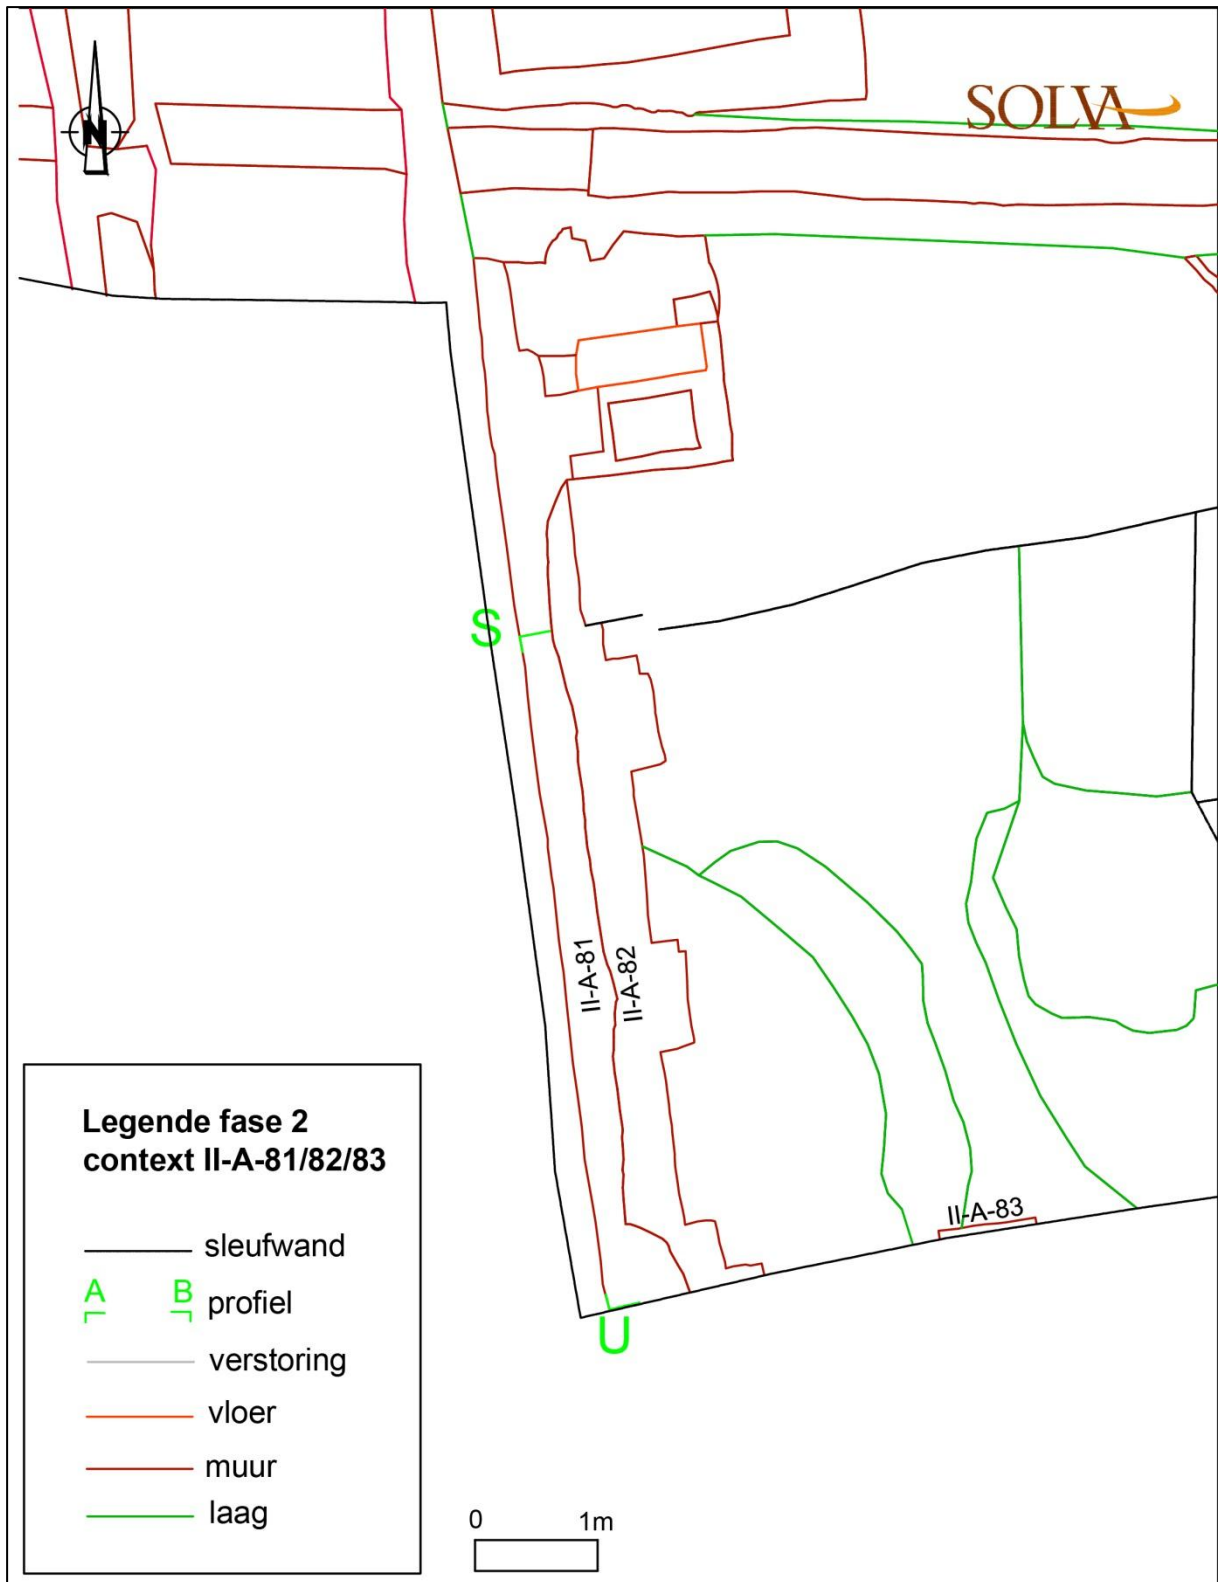 N
SOLVA
S
II-A-81
II-A-82
II-A-83
U
Legende fase 2
context II-A-81/82/83
sleufwand
A B profiel
verstoring
vloer
muur
laag
0 1m